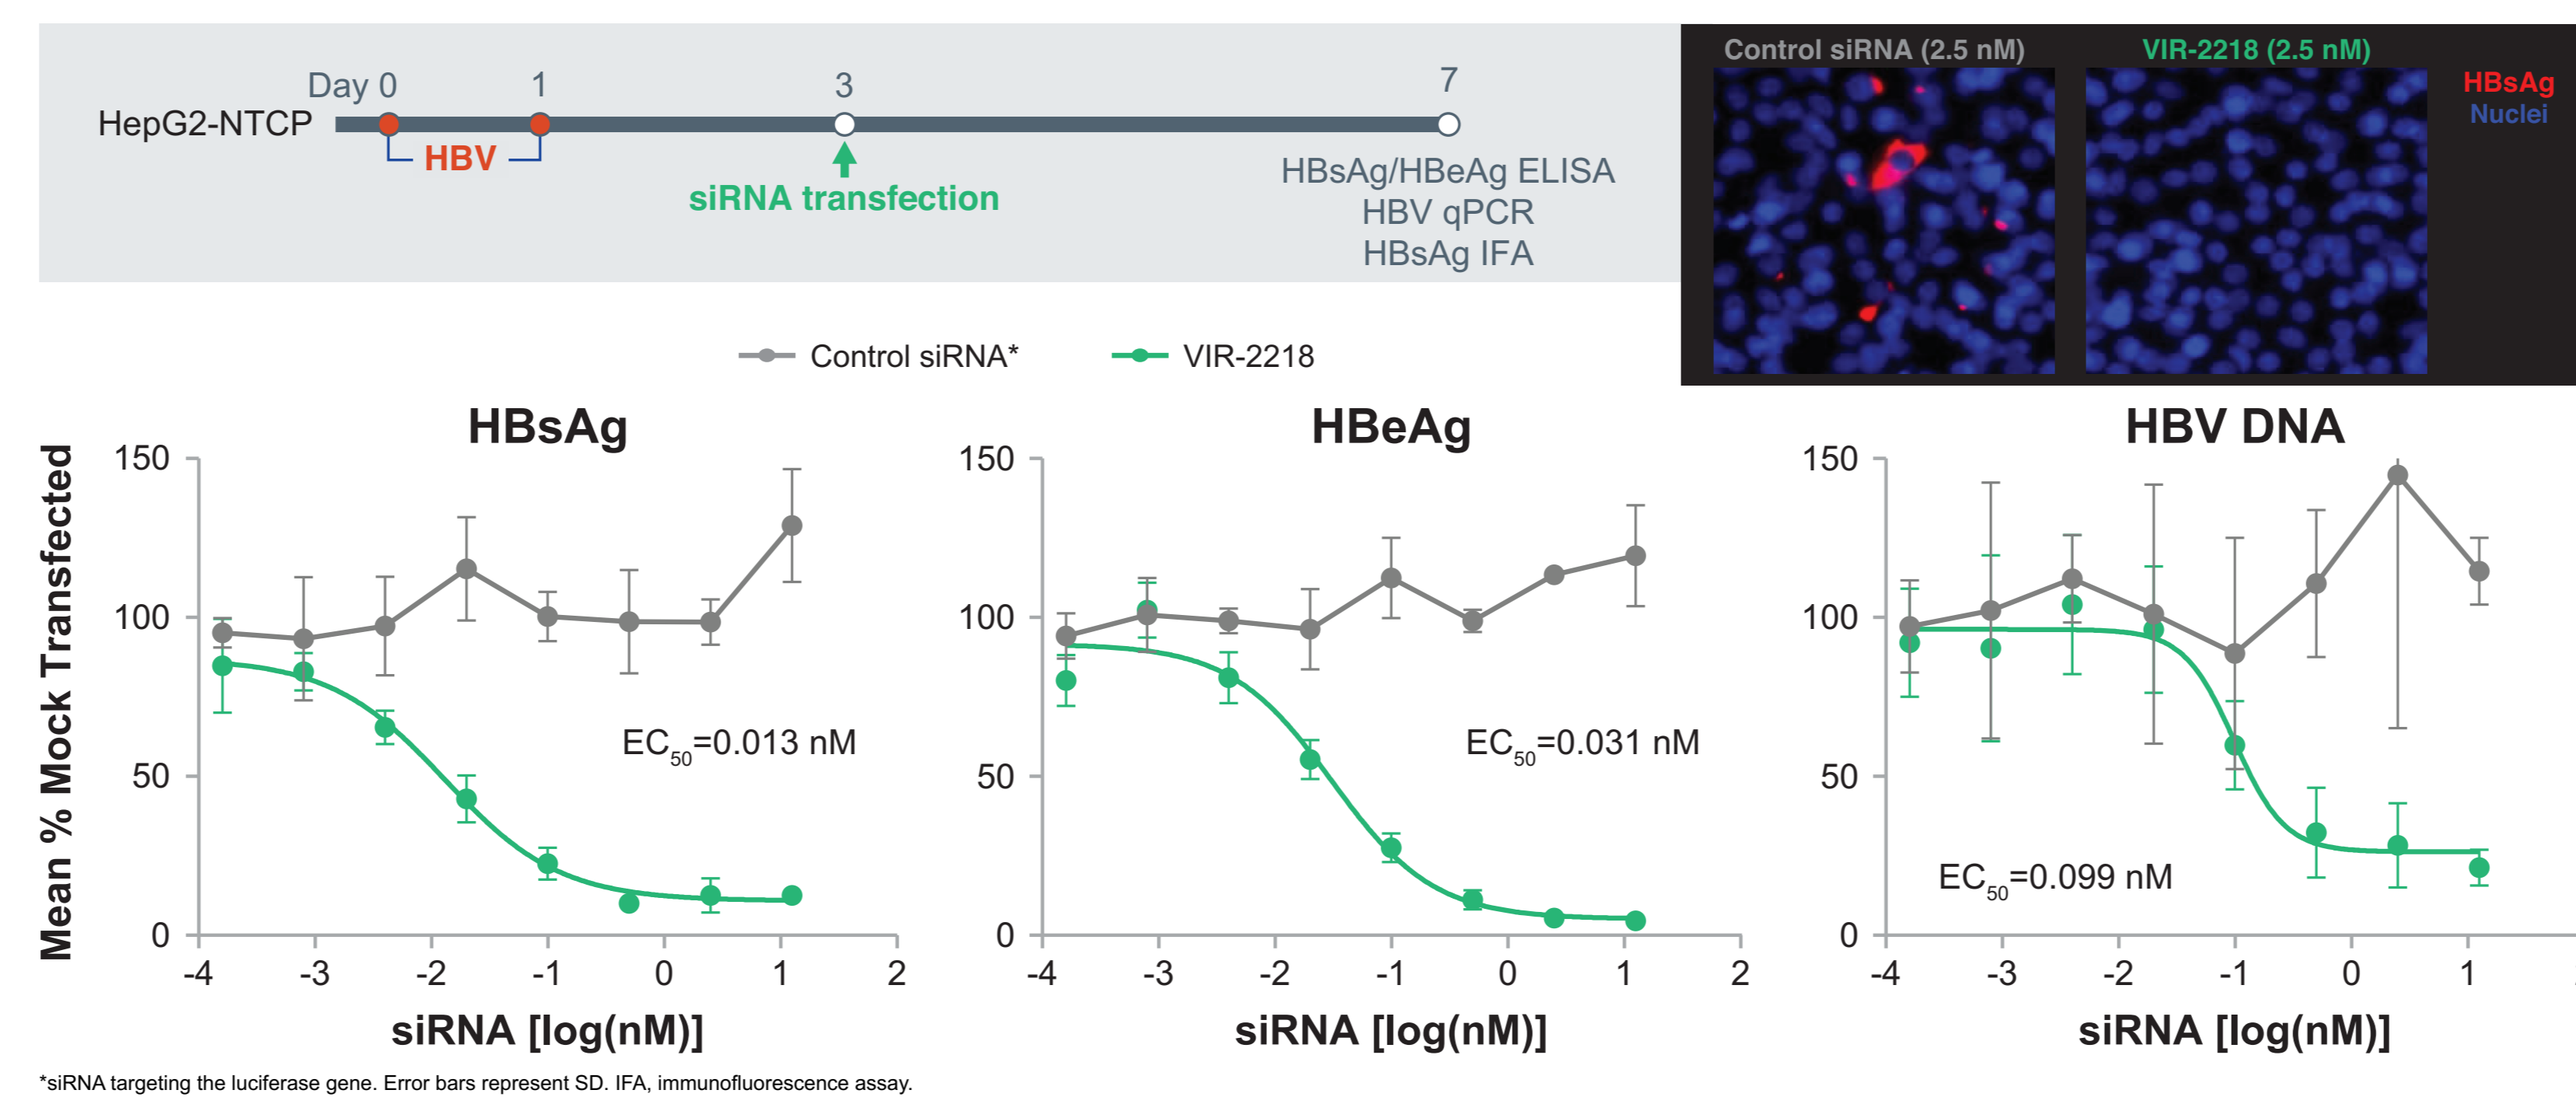 Day 0 1 3 7
HepG2-NTCP
HBV
siRNA transfection
HBsAg/HBeAg ELISA
HBV qPCR
HBsAg IFA
Control siRNA (2.5 nM)
VIR-2218 (2.5 nM)
HBsAg
Nuclei
Control siRNA*
VIR-2218
Mean % Mock Transfected
HBsAg
150
100
50
0
EC50=0.013 nM
-4 -3 -2 -1 0 1 2
siRNA [log(nM)]
HBeAg
150
100
50
0
EC50=0.031 nM
-4 -3 -2 -1 0 1 2
siRNA [log(nM)]
HBV DNA
150
100
50
0
EC50=0.099 nM
-4 -3 -2 -1 0 1
siRNA [log(nM)]
*siRNA targeting the luciferase gene. Error bars represent SD. IFA, immunofluorescence assay.